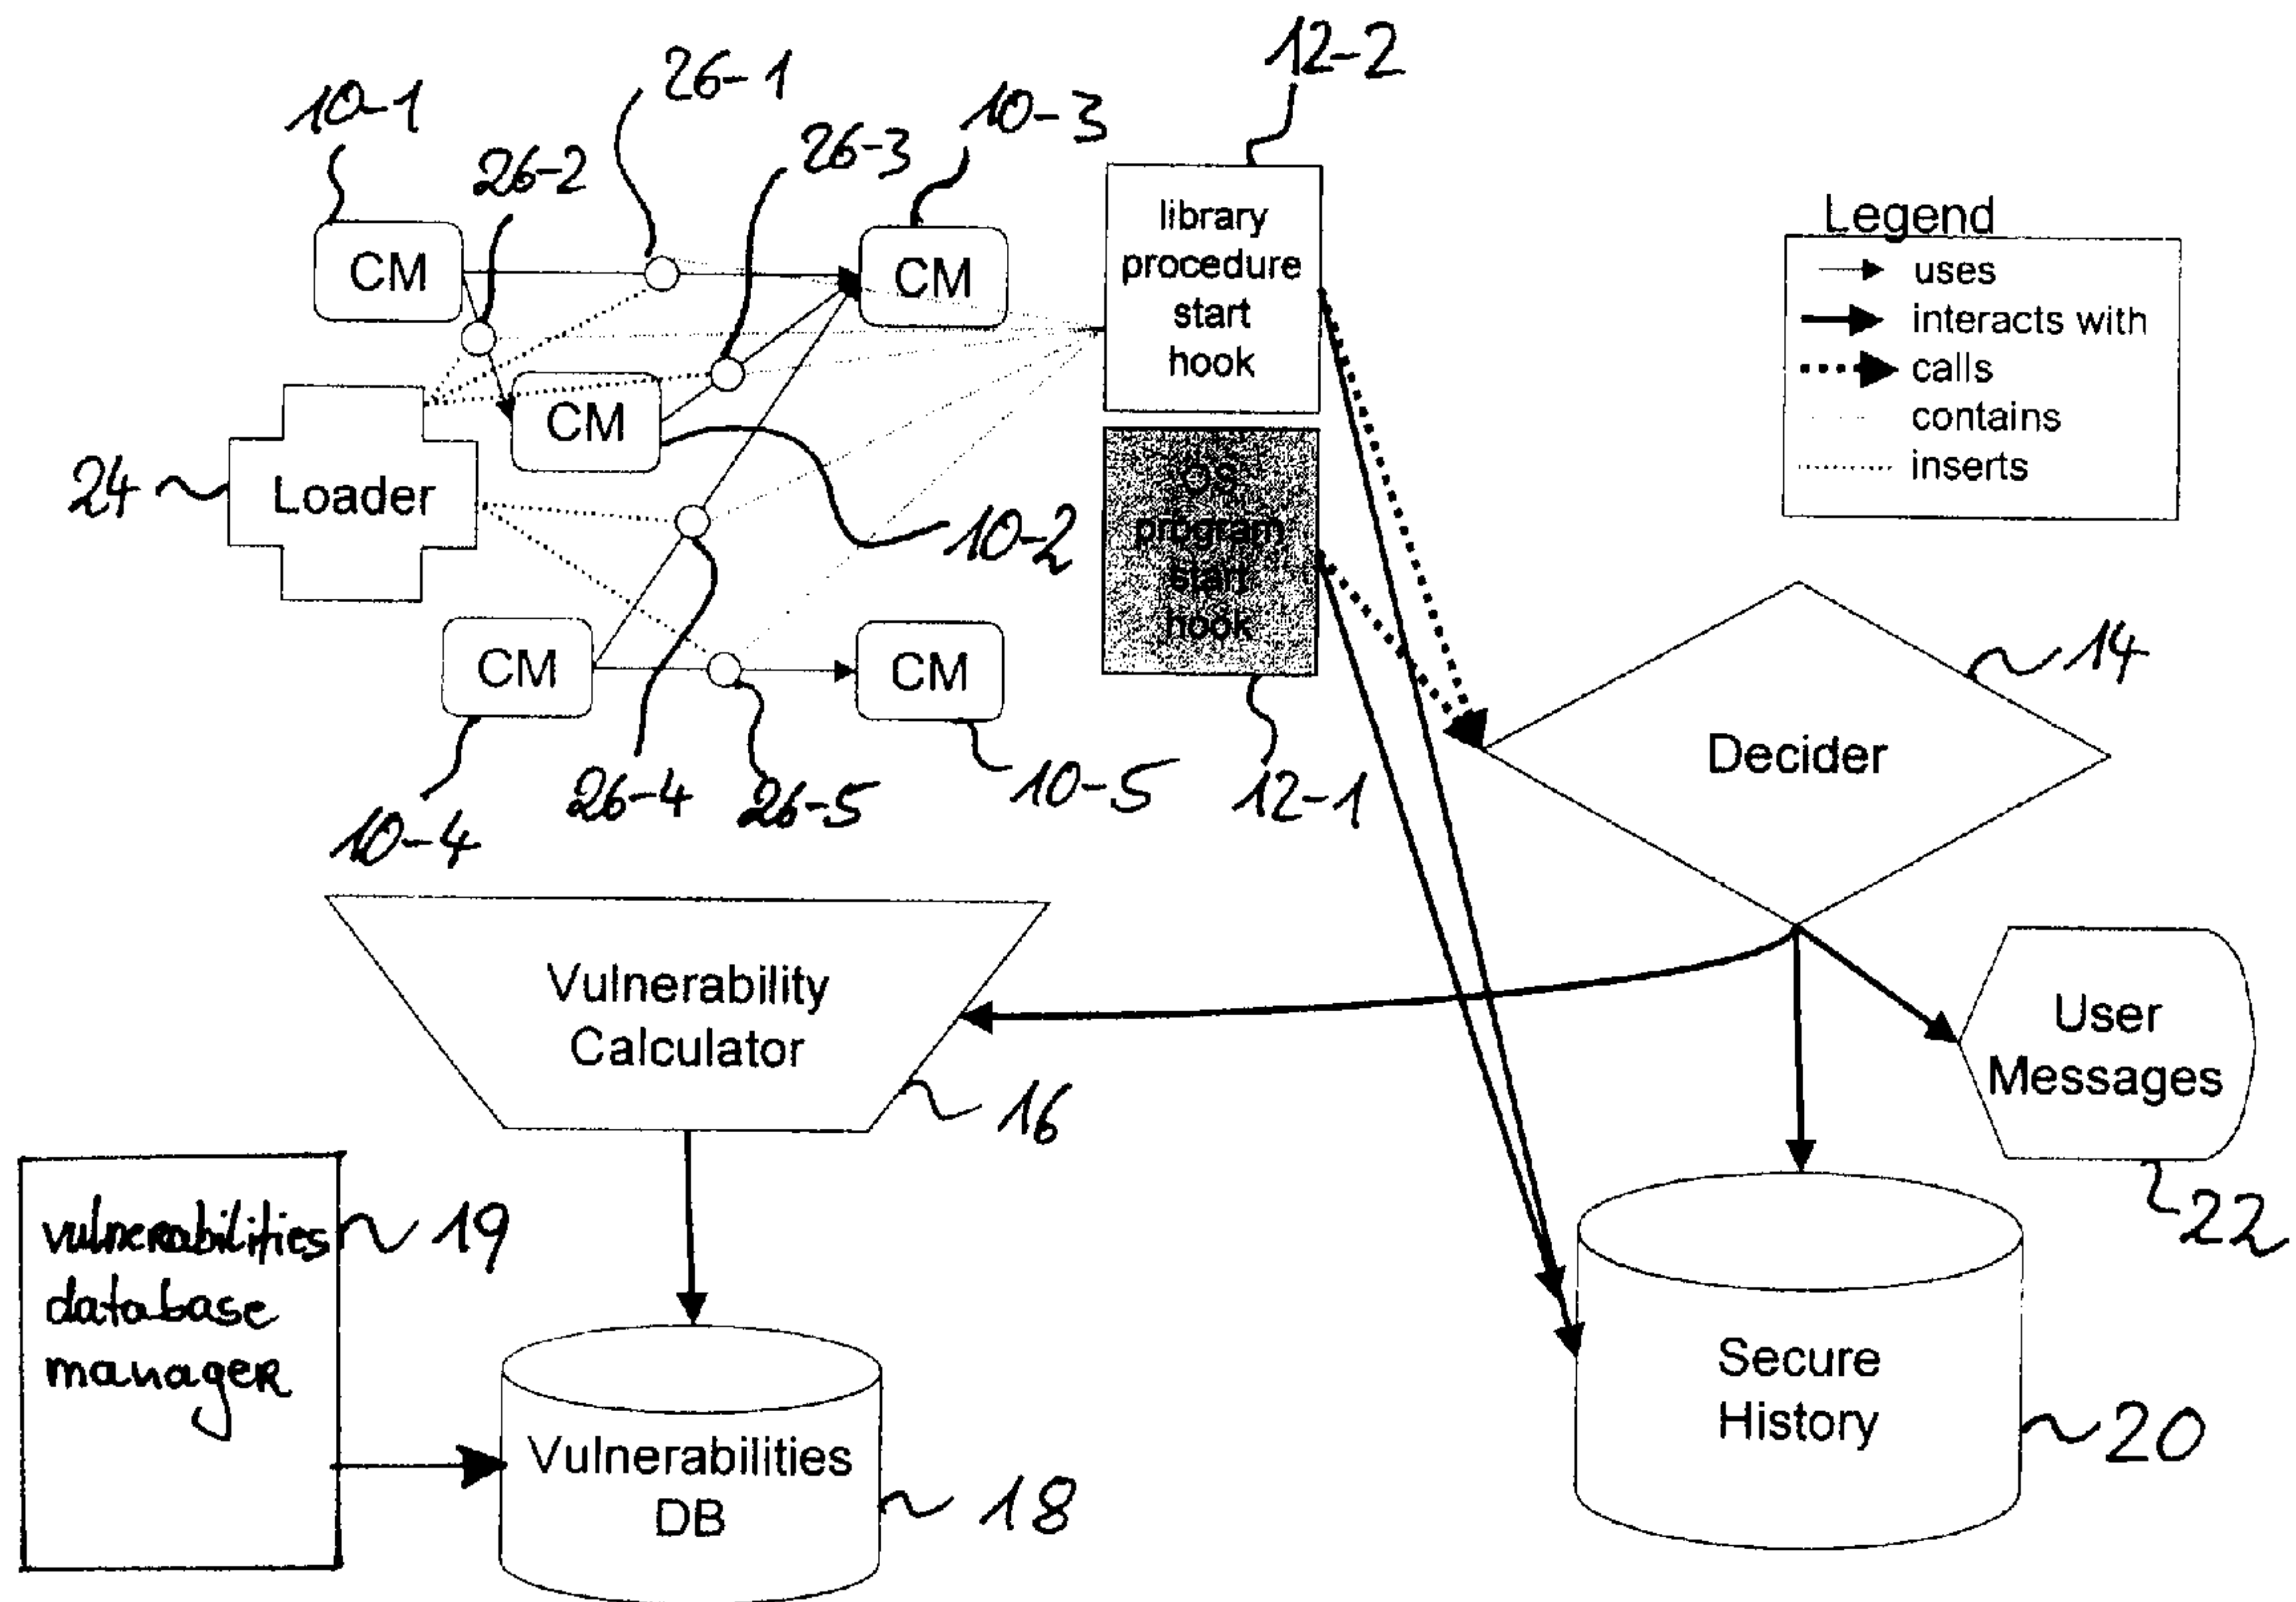 12-2
26-1
10-1
10-3
26-3
26-2
library
procedure
start
hook
Legend
uses
interacts with
calls
contains
inserts
CM
CM
CM
Loader
24
10-2
OS
program
start
hook
CM
CM
14
Decider
26-4
26-5
10-5
12-1
10-4
Vulnerability
Calculator
16
User
Messages
22
vulnerabilities
database
manager
19
Secure
History
20
Vulnerabilities
DB
18